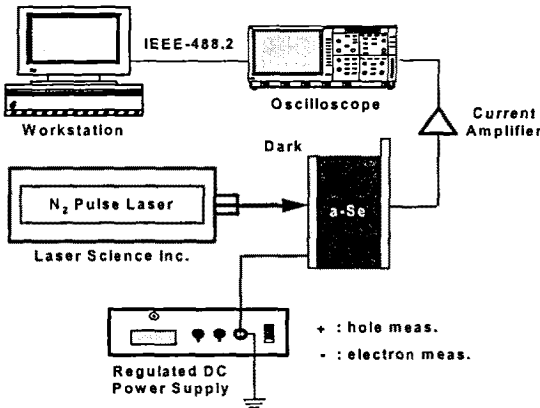 IEEE-488.2
Workstation
Oscilloscope
Current
Amplifier
Dark
N₂ Pulse Laser
a-Se
Laser Science Inc.
+ : hole meas.
- : electron meas.
Regulated DC
Power Supply